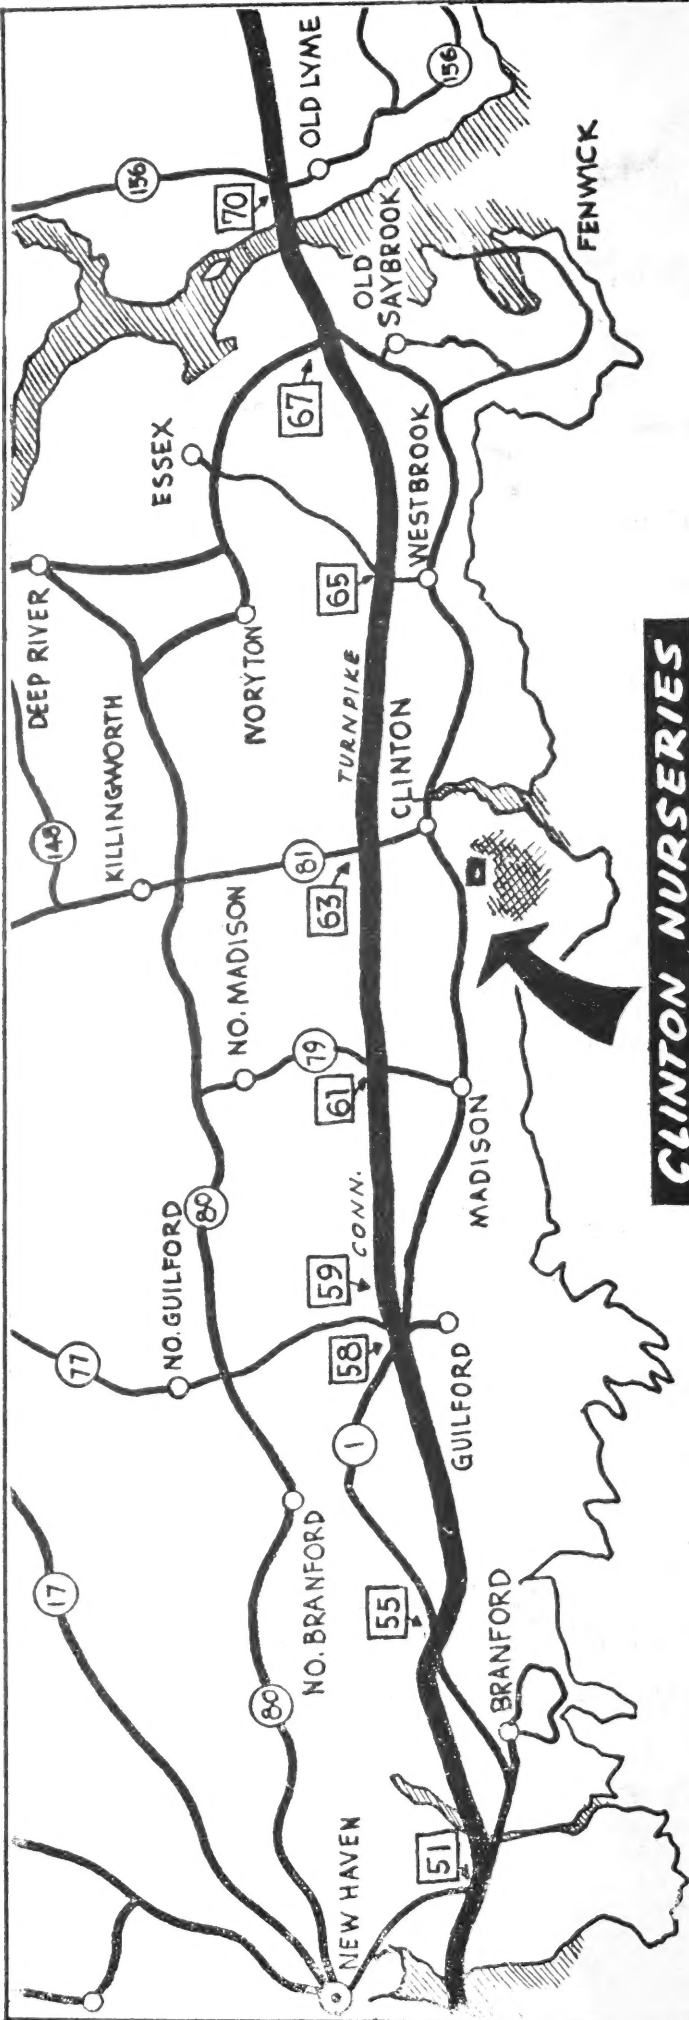 156
OLD LYME
156
70
FENWICK
OLD
SAYBROOK
67
ESSEX
WESTBROOK
65
DEEP RIVER
IVORYTON
TURNPIKE
KILLINGWORTH
148
CLINTON
81
63
NO. MADISON
79
61
MADISON
80
NO. GUILFORD
CONN.
59
77
58
GUILFORD
1
17
NO. BRANFORD
55
BRANFORD
80
51
NEW HAVEN
CLINTON NURSERIES